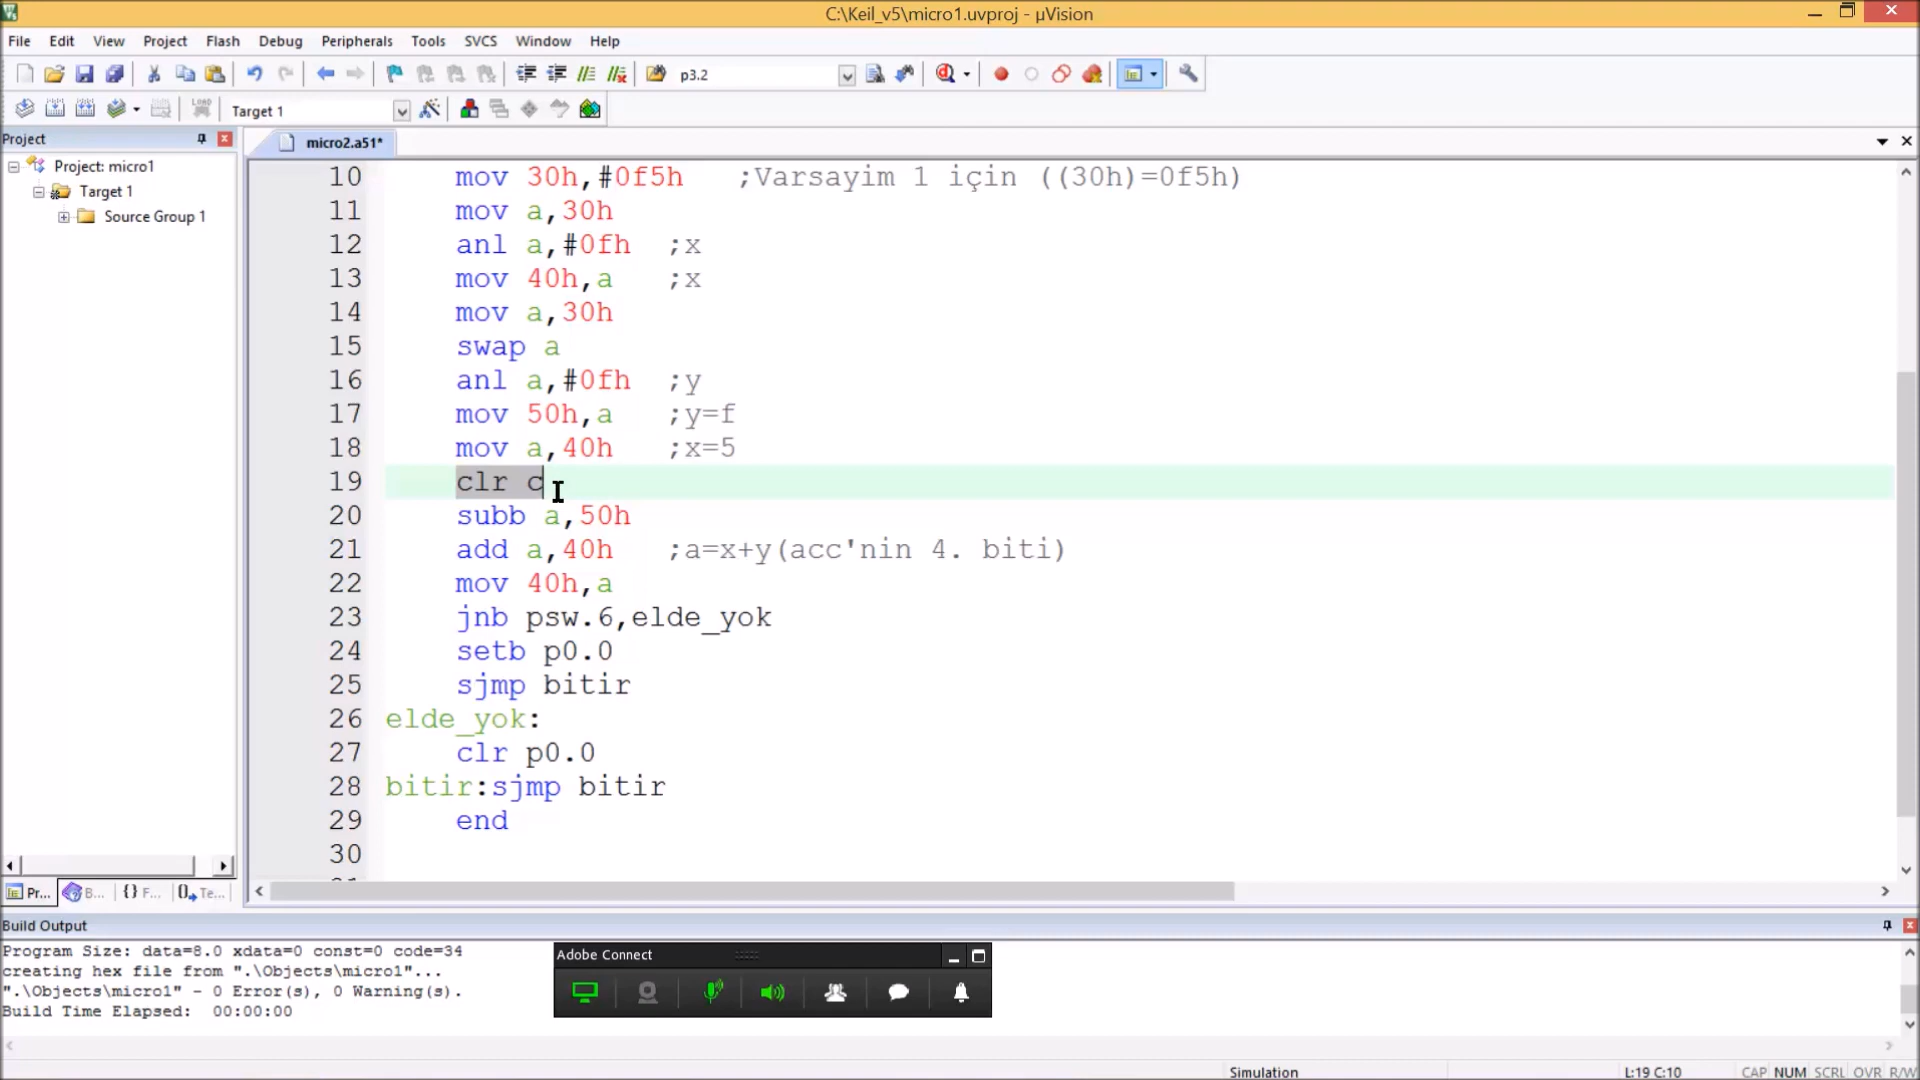 C:\Keil_v5\micro1.uvproj - µVision
File Edit View Project Flash Debug Peripherals Tools SVCS Window Help
p3.2
LOAD Target 1
Project
micro2.a51*
Project: micro1
Target 1
Source Group 1
10 mov 30h,#0f5h ;Varsayim 1 için ((30h)=0f5h)
11 mov a,30h
12 anl a,#0fh ;x
13 mov 40h,a ;x
14 mov a,30h
15 swap a
16 anl a,#0fh ;y
17 mov 50h,a ;y=f
18 mov a,40h ;x=5
19 clr c
20 subb a,50h
21 add a,40h ;a=x+y(acc'nin 4. biti)
22 mov 40h,a
23 jnb psw.6,elde_yok
24 setb p0.0
25 sjmp bitir
26 elde_yok:
27 clr p0.0
28 bitir:sjmp bitir
29 end
30
Pr... B... {} F... Te...
Build Output
Program Size: data=8.0 xdata=0 const=0 code=34
creating hex file from ".\Objects\micro1"...
".\Objects\micro1" - 0 Error(s), 0 Warning(s).
Build Time Elapsed: 00:00:00
Adobe Connect
Simulation L:19 C:10 CAP NUM SCRL OVR R/W